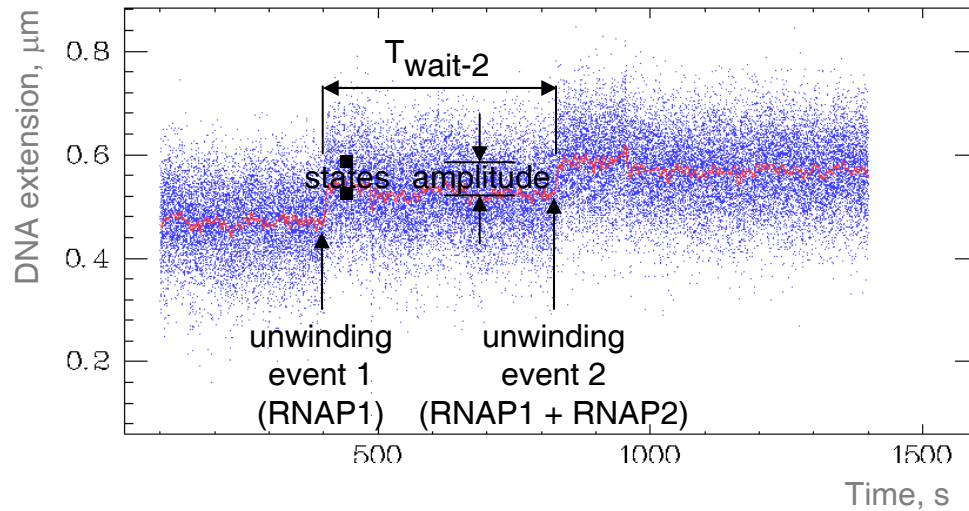 DNA extension, μm
0.8
0.6
0.4
0.2
T wait-2
states amplitude
unwinding unwinding
event 1 event 2
(RNAP1) (RNAP1 + RNAP2)
500 1000 1500
Time, s